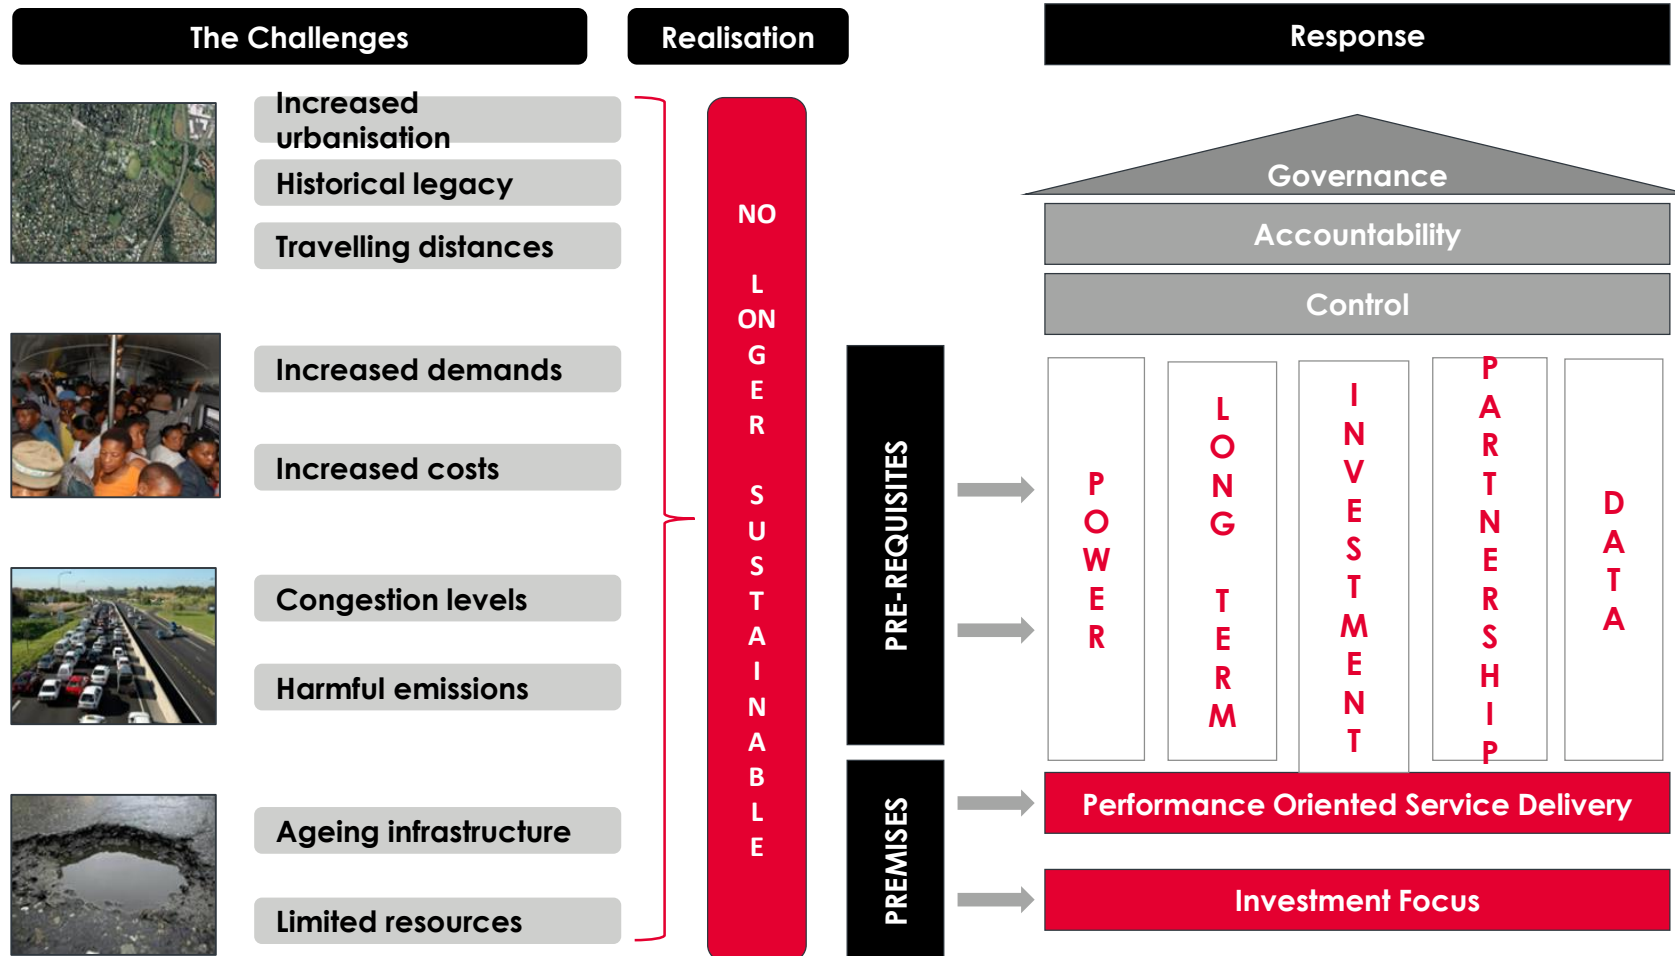 The Challenges
Realisation
Response
Increased
urbanisation
Historical legacy
Travelling distances
Increased demands
Increased costs
Congestion levels
Harmful emissions
Ageing infrastructure
Limited resources
NO
L
ON
G
E
R
S
U
S
T
A
I
N
A
B
L
E
PRE-REQUISITES
PREMISES
Governance
Accountability
Control
P
O
W
E
R
L
O
N
G
T
E
R
M
I
N
V
E
S
T
M
E
N
T
P
A
R
T
N
E
R
S
H
I
P
D
A
T
A
Performance Oriented Service Delivery
Investment Focus